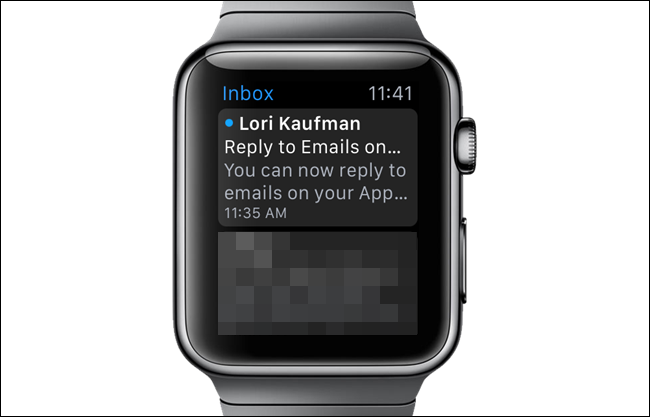 Inbox 11:41
Lori Kaufman
Reply to Emails on...
You can now reply to
emails on your App...
11:35 AM